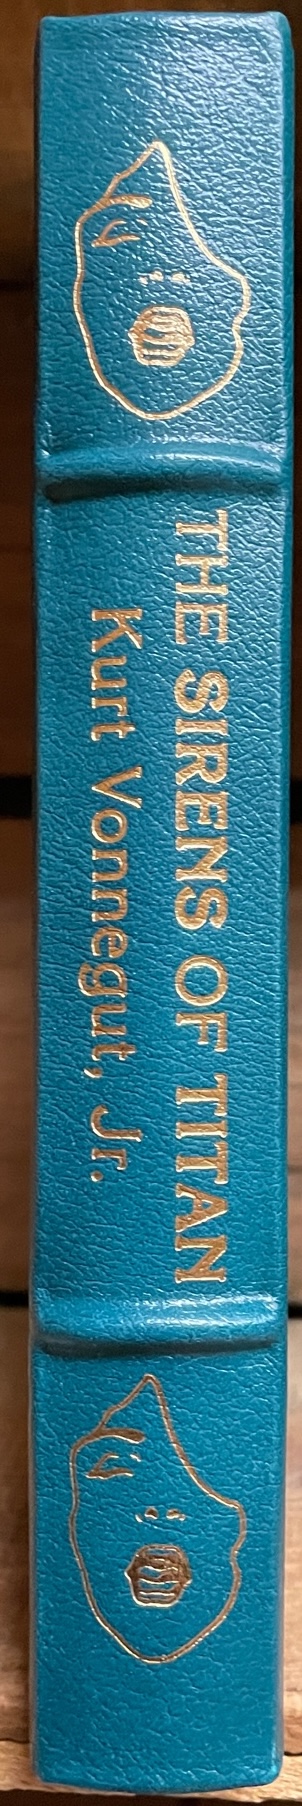 THE SIRENS OF TITAN
Kurt Vonnegut, Jr.